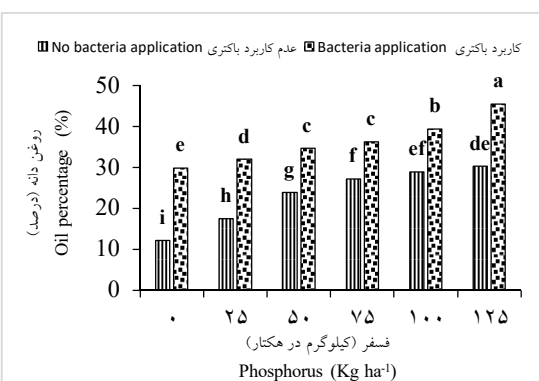 No bacteria application عدم کاربرد باکتری Bacteria application کاربرد باکتری
روغن دانه (درصد)
Oil percentage (%)
50
40
30
20
10
0
i e h d g c f c ef b de a
۰ ۲۵ ۵۰ ۷۵ ۱۰۰ ۱۲۵
فسفر (کیلوگرم در هکتار)
Phosphorus (Kg ha-1)